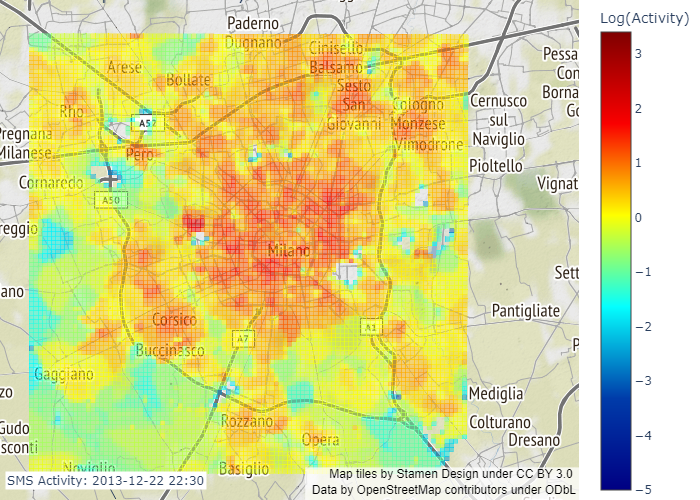 Paderno
Dugnano
Log(Activity)
Cinisello
Balsamo
Arese
Bollate
Sesto
San
Giovanni
Rho
A52
Cologno
Monzese
Cernusco
sul
Naviglio
Pessa
Con
Borna
Go
Pregnana
Milanese
Pero
Vimodrone
Pioltello
Cornaredo
A50
Vignat
reggio
Milano
Sett
ano
Pantigliate
Corsico
A1
A7
Buccinasco
P
Gaggiano
zo
Mediglia
Gudo
sconti
Rozzano
Opera
Colturano
Dresano
Noviglio
Basiglio
SMS Activity: 2013-12-22 22:30
Map tiles by Stamen Design under CC BY 3.0
Data by OpenStreetMap contributors under ODbL
3
2
1
0
−1
−2
−3
−4
−5